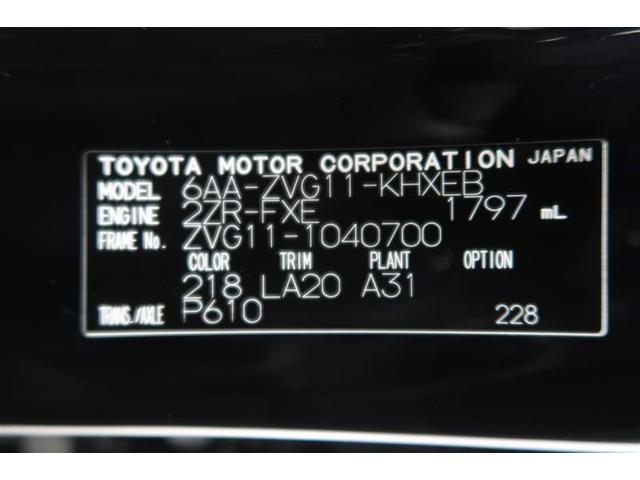 TOYOTA MOTOR CORPORATION JAPAN
MODEL 6AA-ZVG11-KHXEB
ENGINE 2ZR-FXE 1797 mL
FRAME No. ZVG11-1040700
COLOR TRIM PLANT OPTION
218 LA20 A31
TRANS./AXLE P610 228